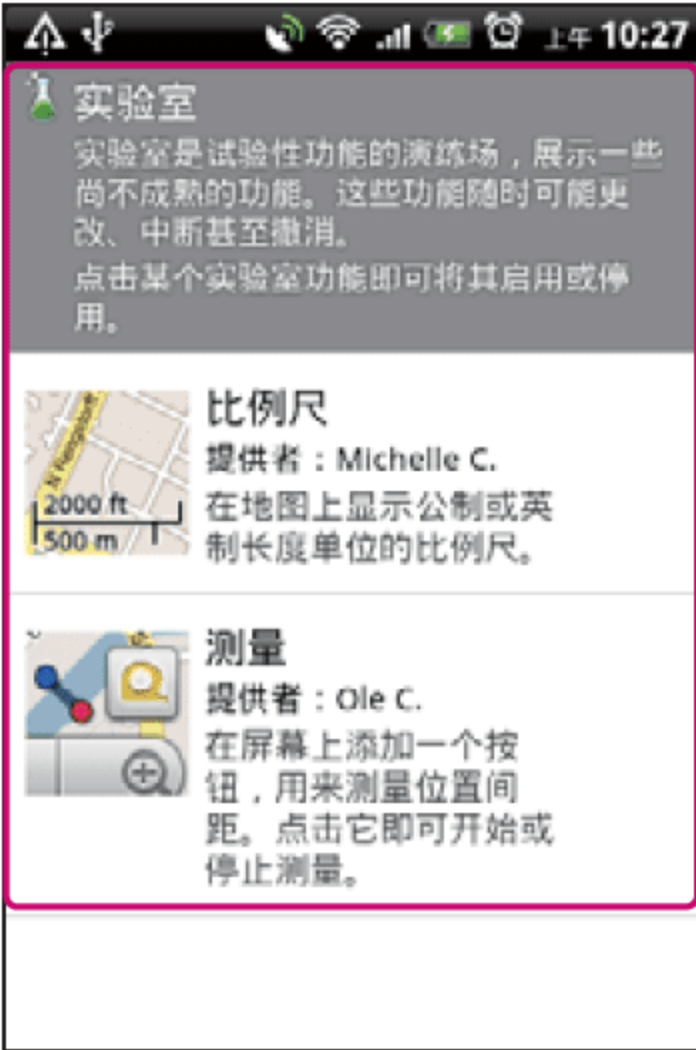 上午 10:27
实验室
实验室是试验性功能的演练场，展示一些
尚不成熟的功能。这些功能随时可能更
改、中断甚至撤消。
点击某个实验室功能即可将其启用或停
用。
比例尺
提供者：Michelle C.
在地图上显示公制或英
制长度单位的比例尺。
2000 ft
500 m
测量
提供者：Ole C.
在屏幕上添加一个按
钮，用来测量位置间
距。点击它即可开始或
停止测量。